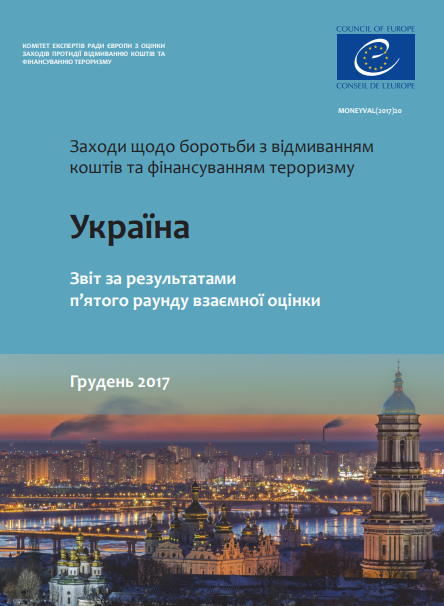 КОМІТЕТ ЕКСПЕРТІВ РАДИ ЄВРОПИ З ОЦІНКИ
ЗАХОДІВ ПРОТИДІЇ ВІДМИВАННЮ КОШТІВ ТА
ФІНАНСУВАННЮ ТЕРОРИЗМУ
COUNCIL OF EUROPE
CONSEIL DE L'EUROPE
MONEYVAL(2017)20
Заходи щодо боротьби з відмиванням
коштів та фінансуванням тероризму
Україна
Звіт за результатами
п'ятого раунду взаємної оцінки
Грудень 2017